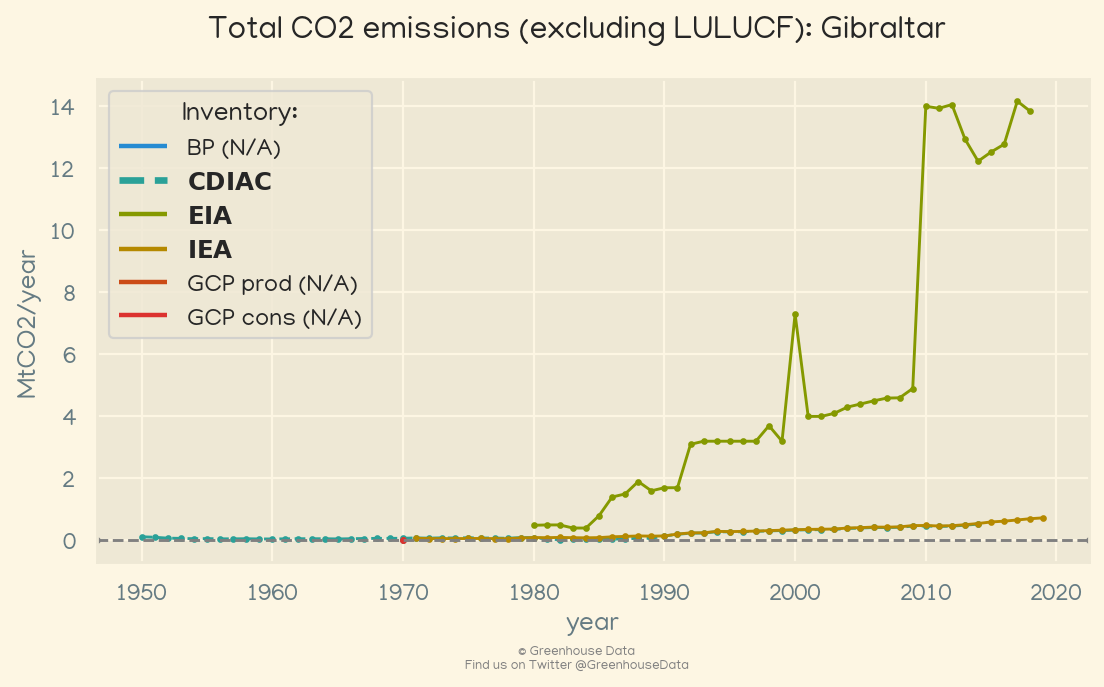 Total CO2 emissions (excluding LULUCF): Gibraltar
Inventory:
BP (N/A)
CDIAC
EIA
IEA
GCP prod (N/A)
GCP cons (N/A)
MtCO2/year
14
12
10
8
6
4
2
0
1950 1960 1970 1980 1990 2000 2010 2020
year
© Greenhouse Data
Find us on Twitter @GreenhouseData